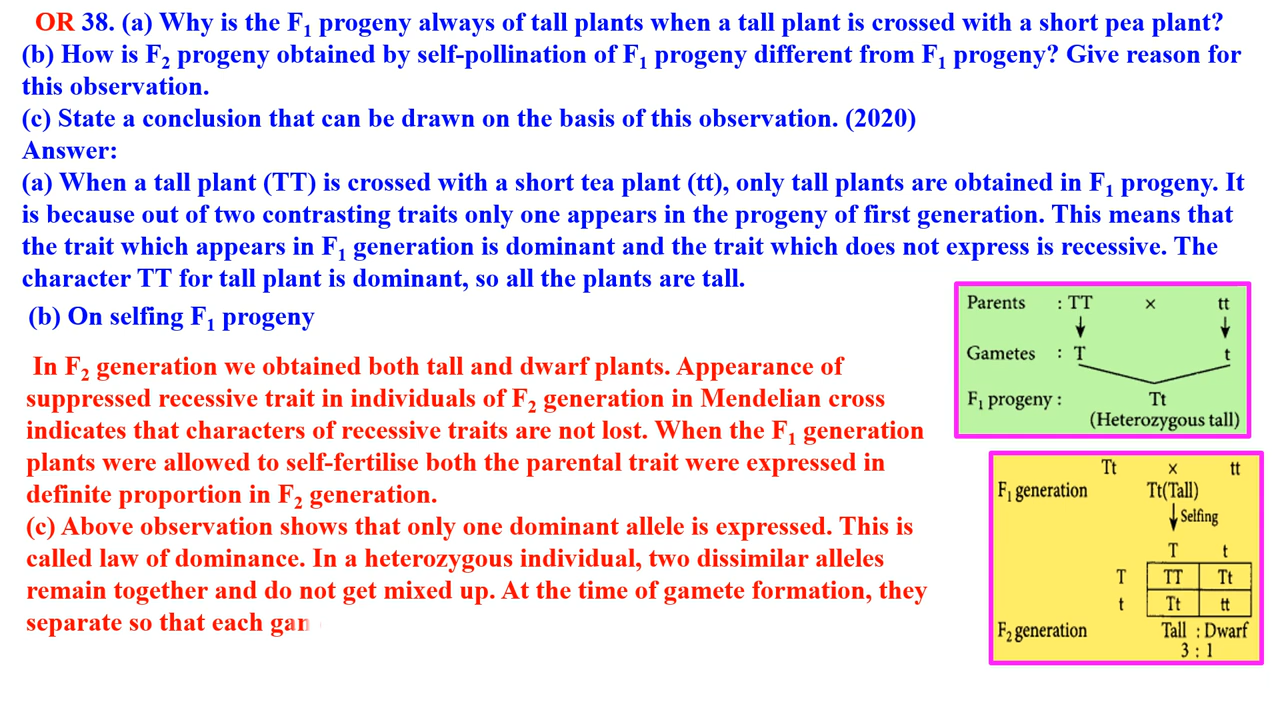 OR 38. (a) Why is the F₁ progeny always of tall plants when a tall plant is crossed with a short pea plant?
(b) How is F₂ progeny obtained by self-pollination of F₁ progeny different from F₁ progeny? Give reason for
this observation.
(c) State a conclusion that can be drawn on the basis of this observation. (2020)
Answer:
(a) When a tall plant (TT) is crossed with a short tea plant (tt), only tall plants are obtained in F₁ progeny. It
is because out of two contrasting traits only one appears in the progeny of first generation. This means that
the trait which appears in F₁ generation is dominant and the trait which does not express is recessive. The
character TT for tall plant is dominant, so all the plants are tall.
(b) On selfing F₁ progeny
In F₂ generation we obtained both tall and dwarf plants. Appearance of
suppressed recessive trait in individuals of F₂ generation in Mendelian cross
indicates that characters of recessive traits are not lost. When the F₁ generation
plants were allowed to self-fertilise both the parental trait were expressed in
definite proportion in F₂ generation.
(c) Above observation shows that only one dominant allele is expressed. This is
called law of dominance. In a heterozygous individual, two dissimilar alleles
remain together and do not get mixed up. At the time of gamete formation, they
separate so that each gan
Parents : TT × tt
Gametes : T t
F₁ progeny : Tt
(Heterozygous tall)
Tt × tt
F₁ generation Tt(Tall)
Selfing
T t
T TT Tt
t Tt tt
F₂ generation Tall : Dwarf
3 : 1